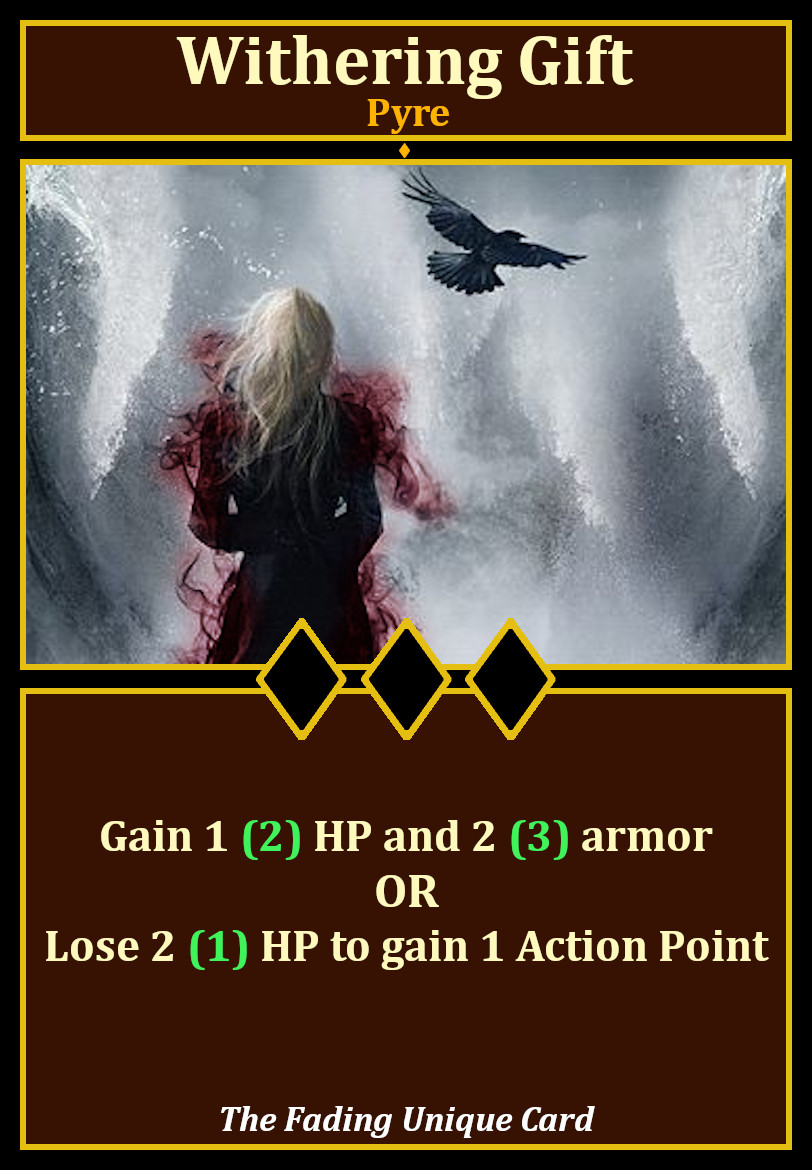 Withering Gift
Pyre
Gain 1 (2) HP and 2 (3) armor
OR
Lose 2 (1) HP to gain 1 Action Point
The Fading Unique Card